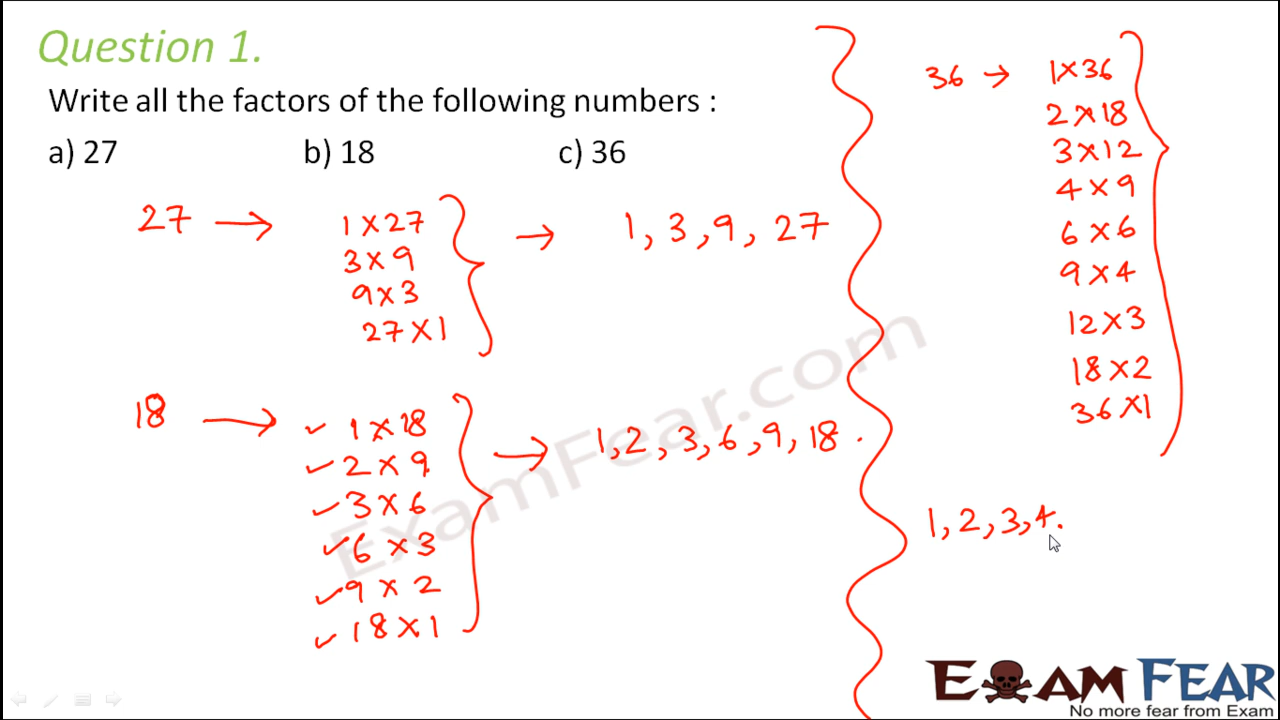 Question 1.
Write all the factors of the following numbers :
a) 27 b) 18 c) 36
27 → 1 × 27
3 × 9
9 × 3
27 × 1
→ 1, 3, 9, 27
18 → 1 × 18
2 × 9
3 × 6
6 × 3
9 × 2
18 × 1
→ 1, 2, 3, 6, 9, 18.
36 → 1 × 36
2 × 18
3 × 12
4 × 9
6 × 6
9 × 4
12 × 3
18 × 2
36 × 1
1, 2, 3, 4.
ExamFear.com
EXAM FEAR
No more fear from Exam